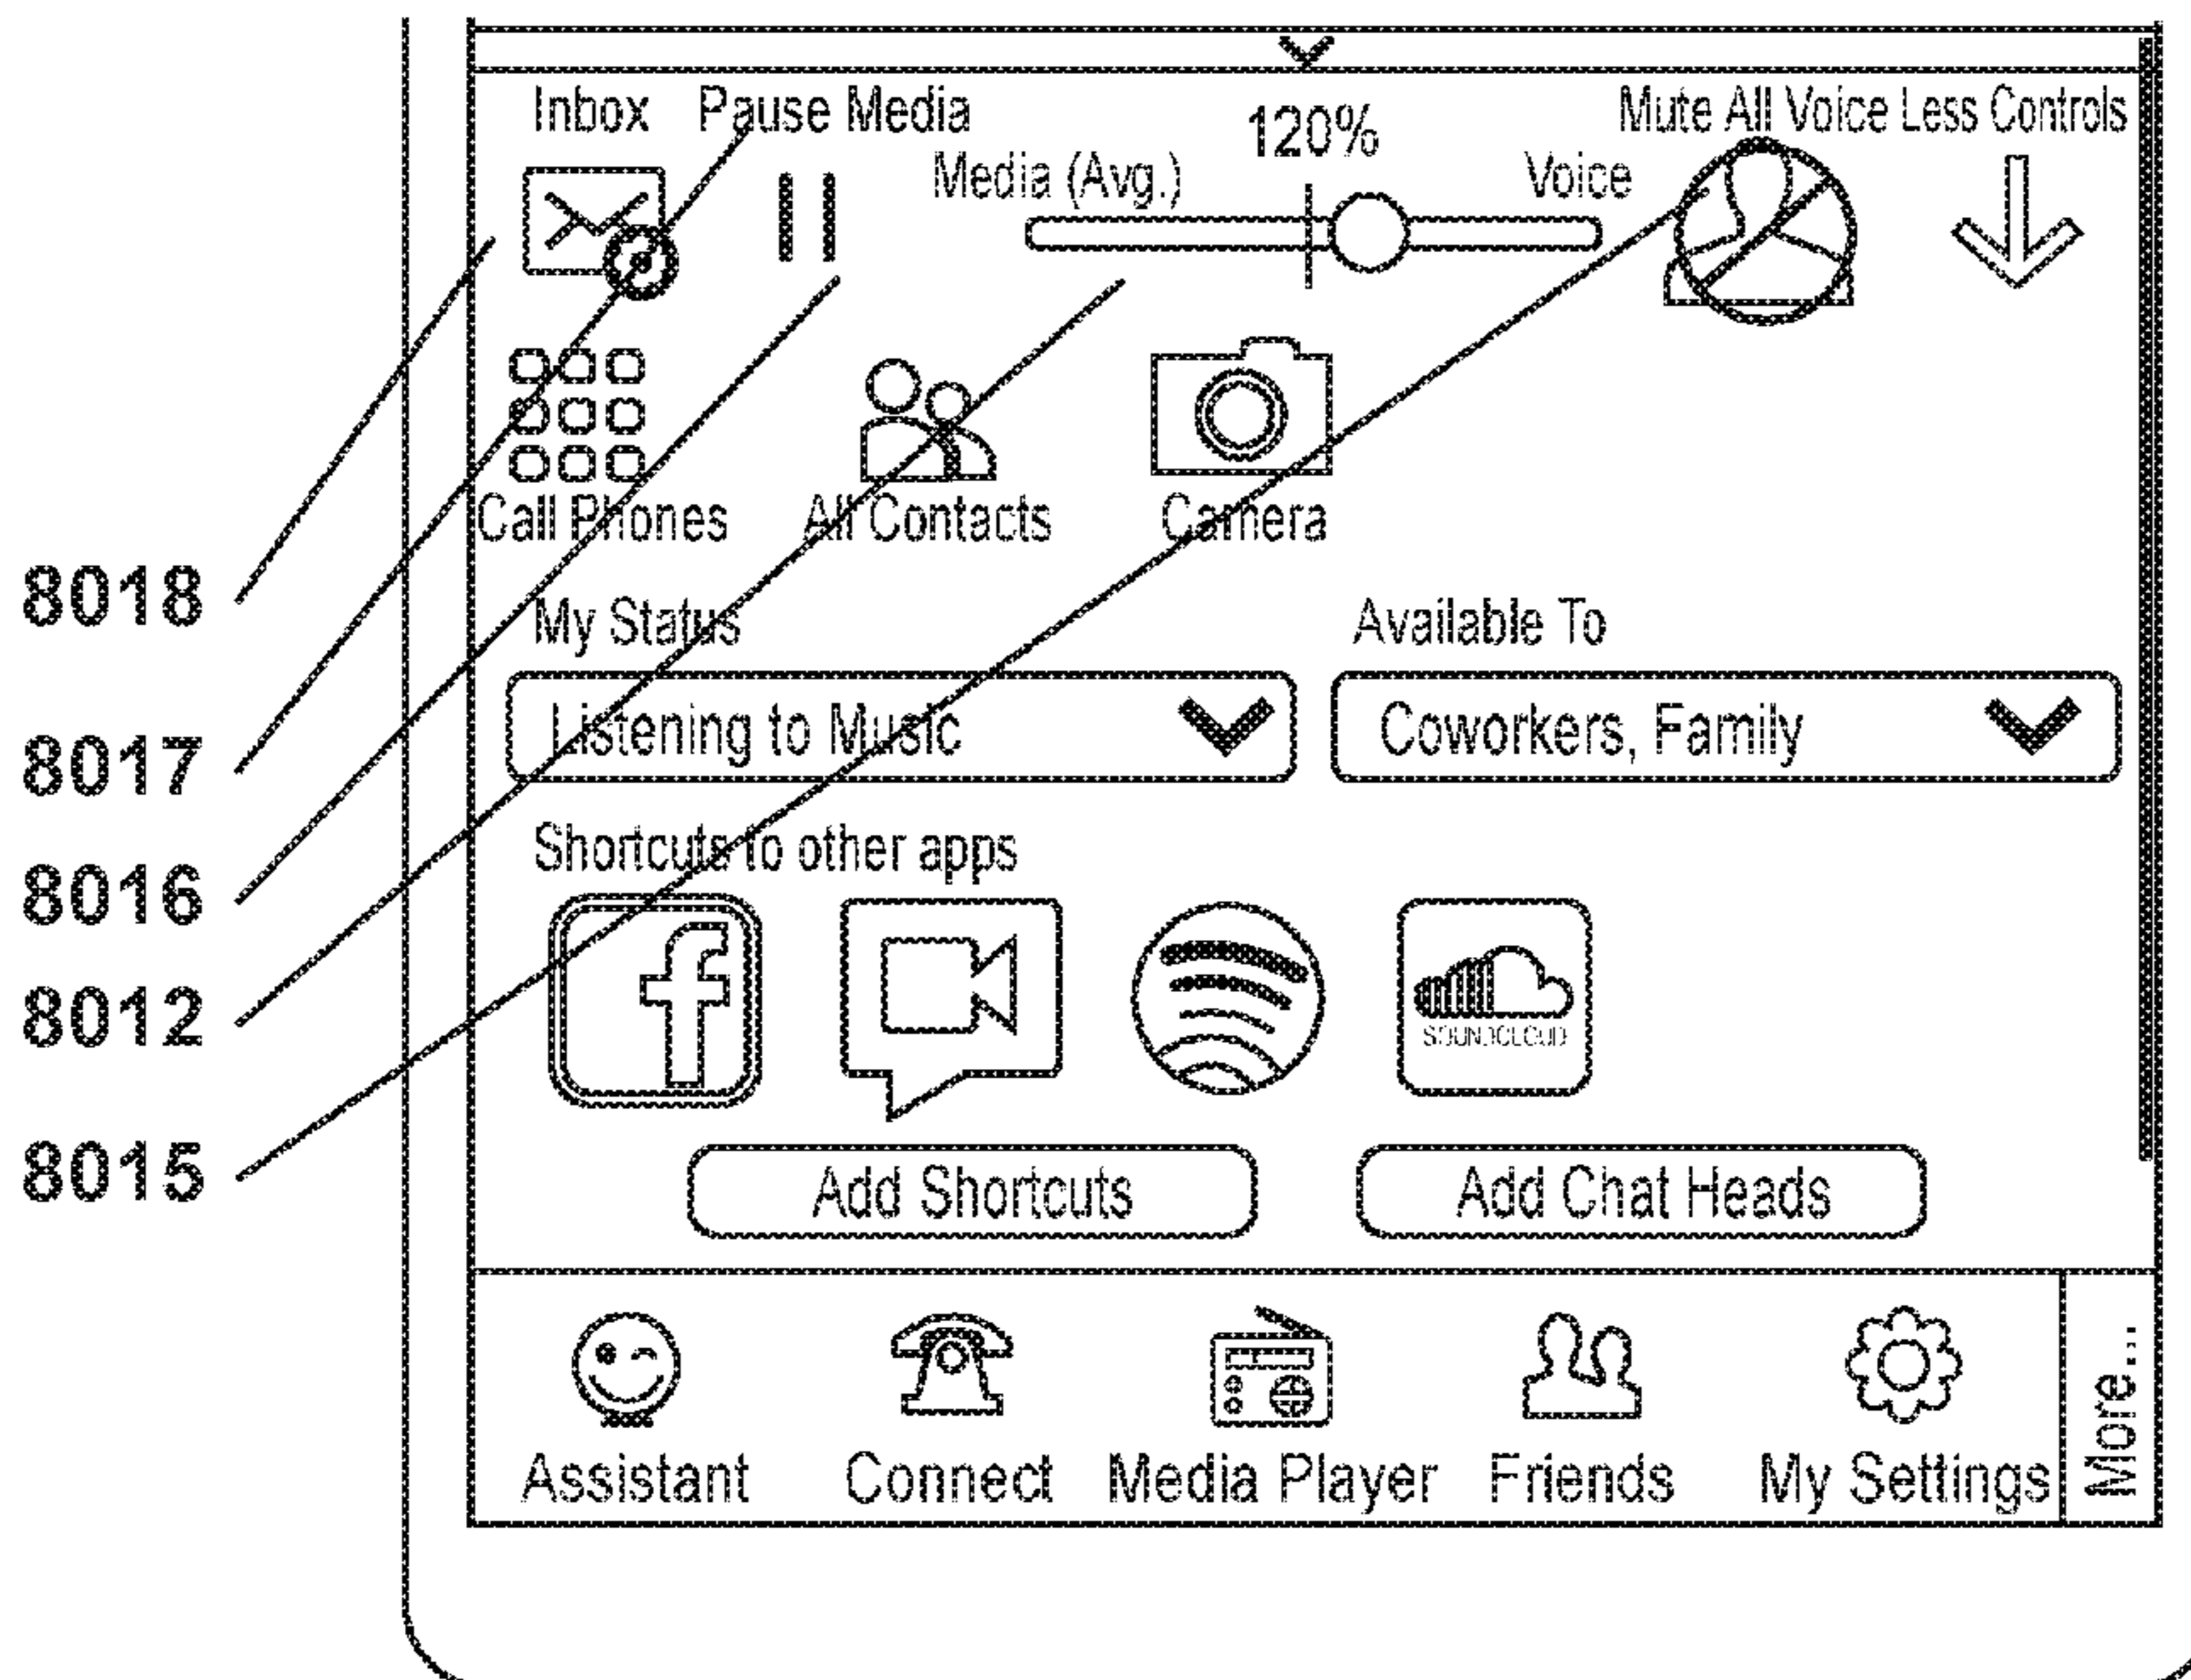 Inbox Pause Media 120% Mute All Voice Less Controls
Media (Avg.) Voice
Call Phones All Contacts Camera
8018
My Status Available To
8017
Listening to Music Coworkers, Family
8016
Shortcuts to other apps
8012
SOUNDCLOUD
8015
Add Shortcuts Add Chat Heads
Assistant Connect Media Player Friends My Settings
More...